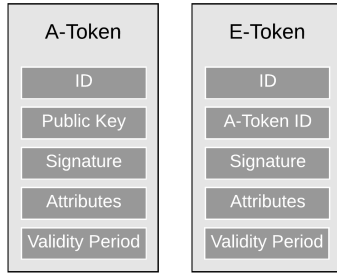 A-Token
ID
Public Key
Signature
Attributes
Validity Period
E-Token
ID
A-Token ID
Signature
Attributes
Validity Period